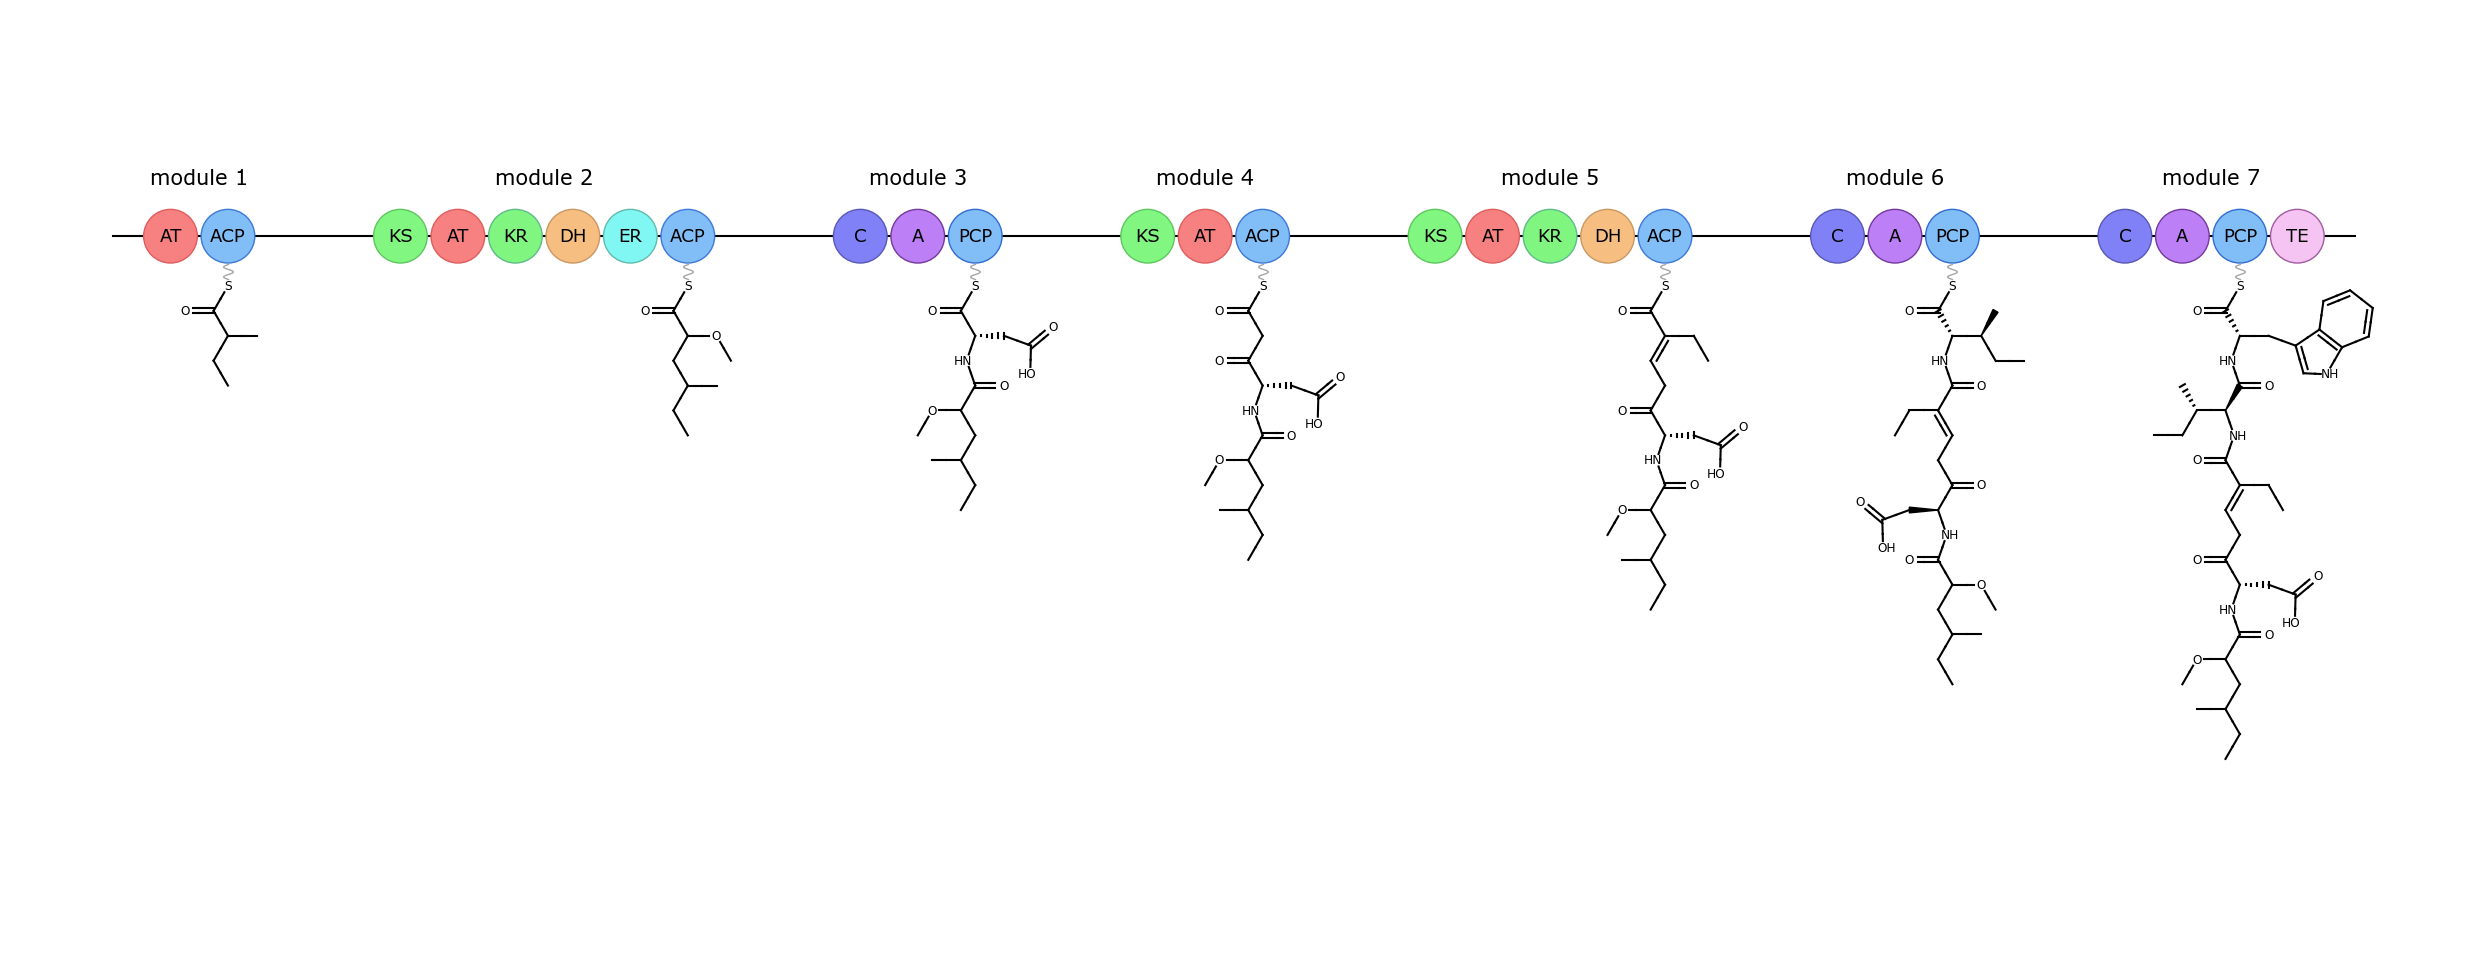 module 1 module 2 module 3 module 4 module 5 module 6 module 7
AT ACP KS AT KR DH ER ACP C A PCP KS AT ACP KS AT KR DH ACP C A PCP C A PCP TE
S S S S S S S
O O O O O O O
O O O
O HN O HN HN
HO O NH
O O O O
O O HN HO O
HO NH
O O O HN O
HO O
O O
O NH
OH
O O O
O
HN HO
O
O